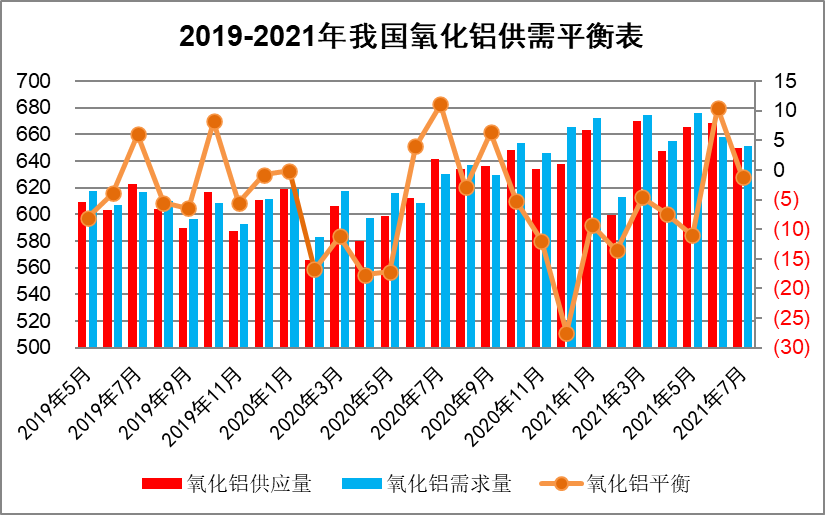 2019-2021年我国氧化铝供需平衡表
700
680
660
640
620
600
580
560
540
520
500
15
10
5
0
(5)
(10)
(15)
(20)
(25)
(30)
2019年5月
2019年7月
2019年9月
2019年11月
2020年1月
2020年3月
2020年5月
2020年7月
2020年9月
2020年11月
2021年1月
2021年3月
2021年5月
2021年7月
氧化铝供应量
氧化铝需求量
氧化铝平衡